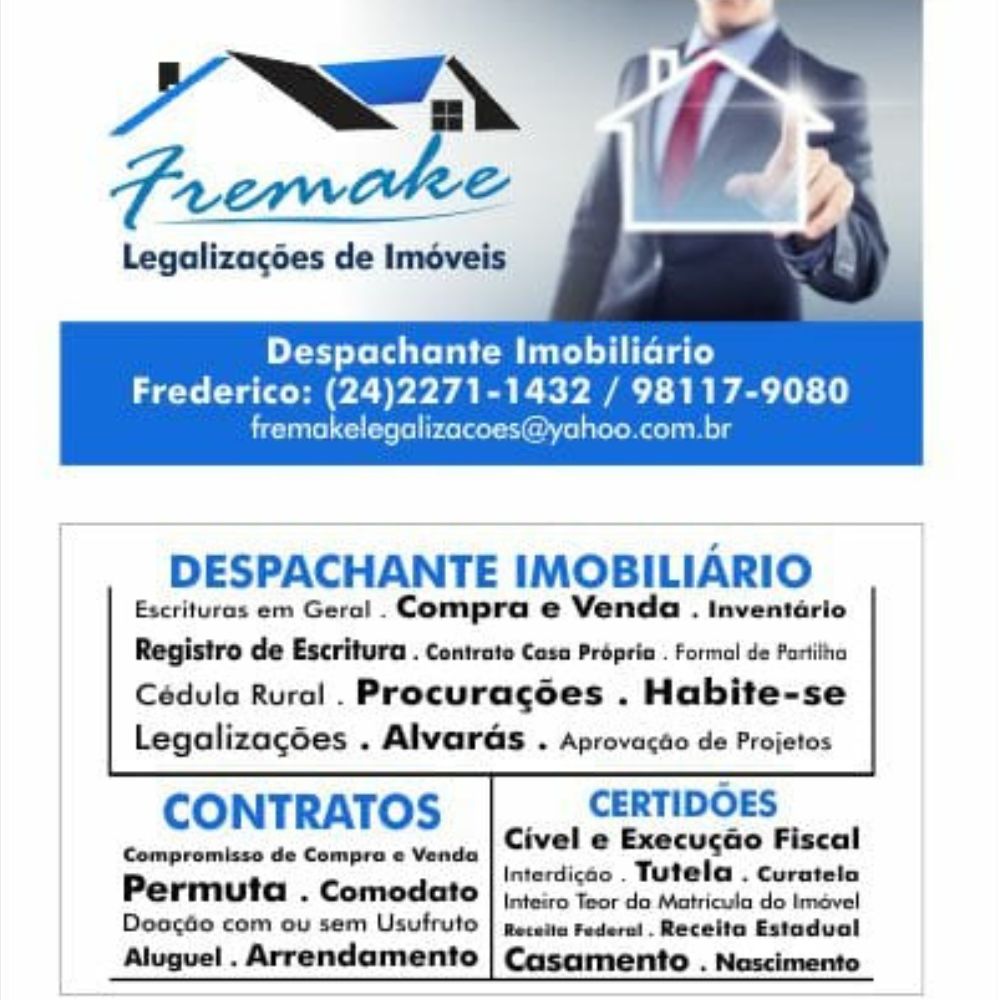 Fremake
Legalizações de Imóveis
Despachante Imobiliário
Frederico: (24)2271-1432 / 98117-9080
fremakelegalizacoes@yahoo.com.br
DESPACHANTE IMOBILIÁRIO
Escrituras em Geral . Compra e Venda . Inventário
Registro de Escritura . Contrato Casa Própria . Formal de Partilha
Cédula Rural . Procurações . Habite-se
Legalizações . Alvarás . Aprovação de Projetos
CONTRATOS
Compromisso de Compra e Venda
Permuta . Comodato
Doação com ou sem Usufruto
Aluguel . Arrendamento
CERTIDÕES
Cível e Execução Fiscal
Interdição . Tutela . Curatela
Inteiro Teor da Matricula do Imóvel
Receita Federal . Receita Estadual
Casamento . Nascimento